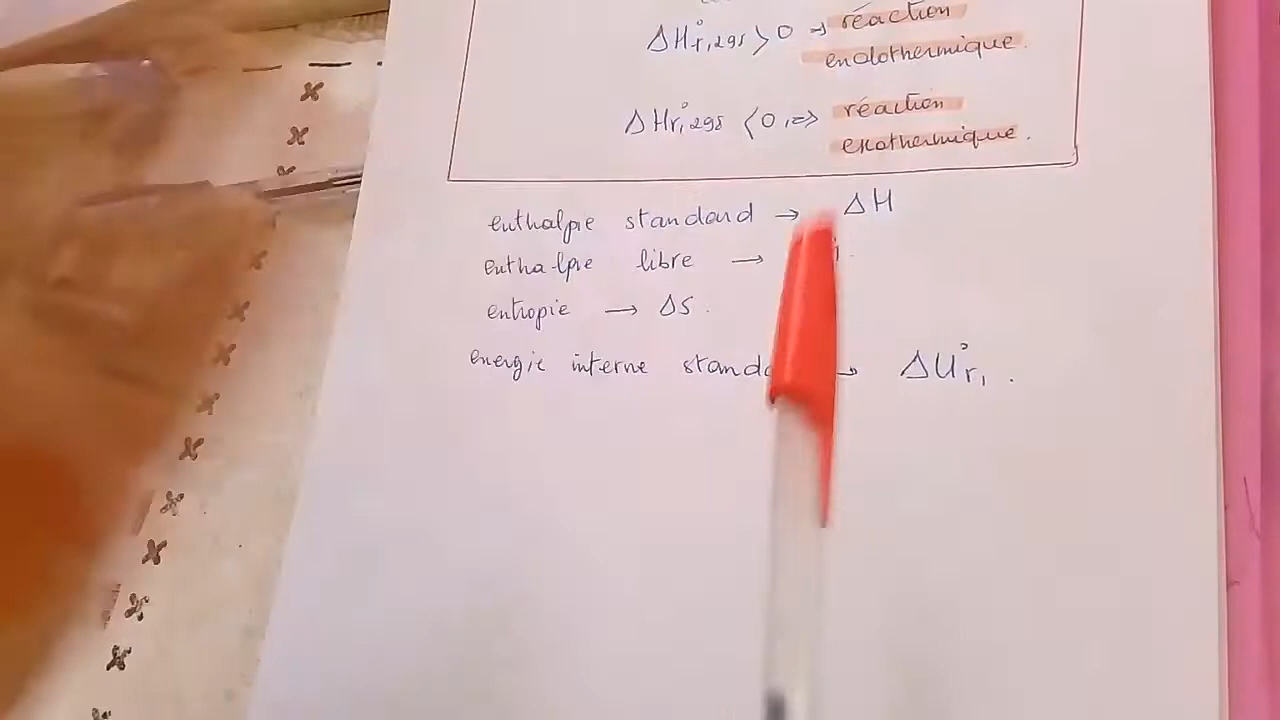 ΔH°r,298 > 0 => réaction
endothermique.
ΔHr,°298 < 0, => réaction
exothermique.
enthalpie standard → ΔH
enthalpie libre →
entropie → ΔS.
energie interne → ΔU°r,.